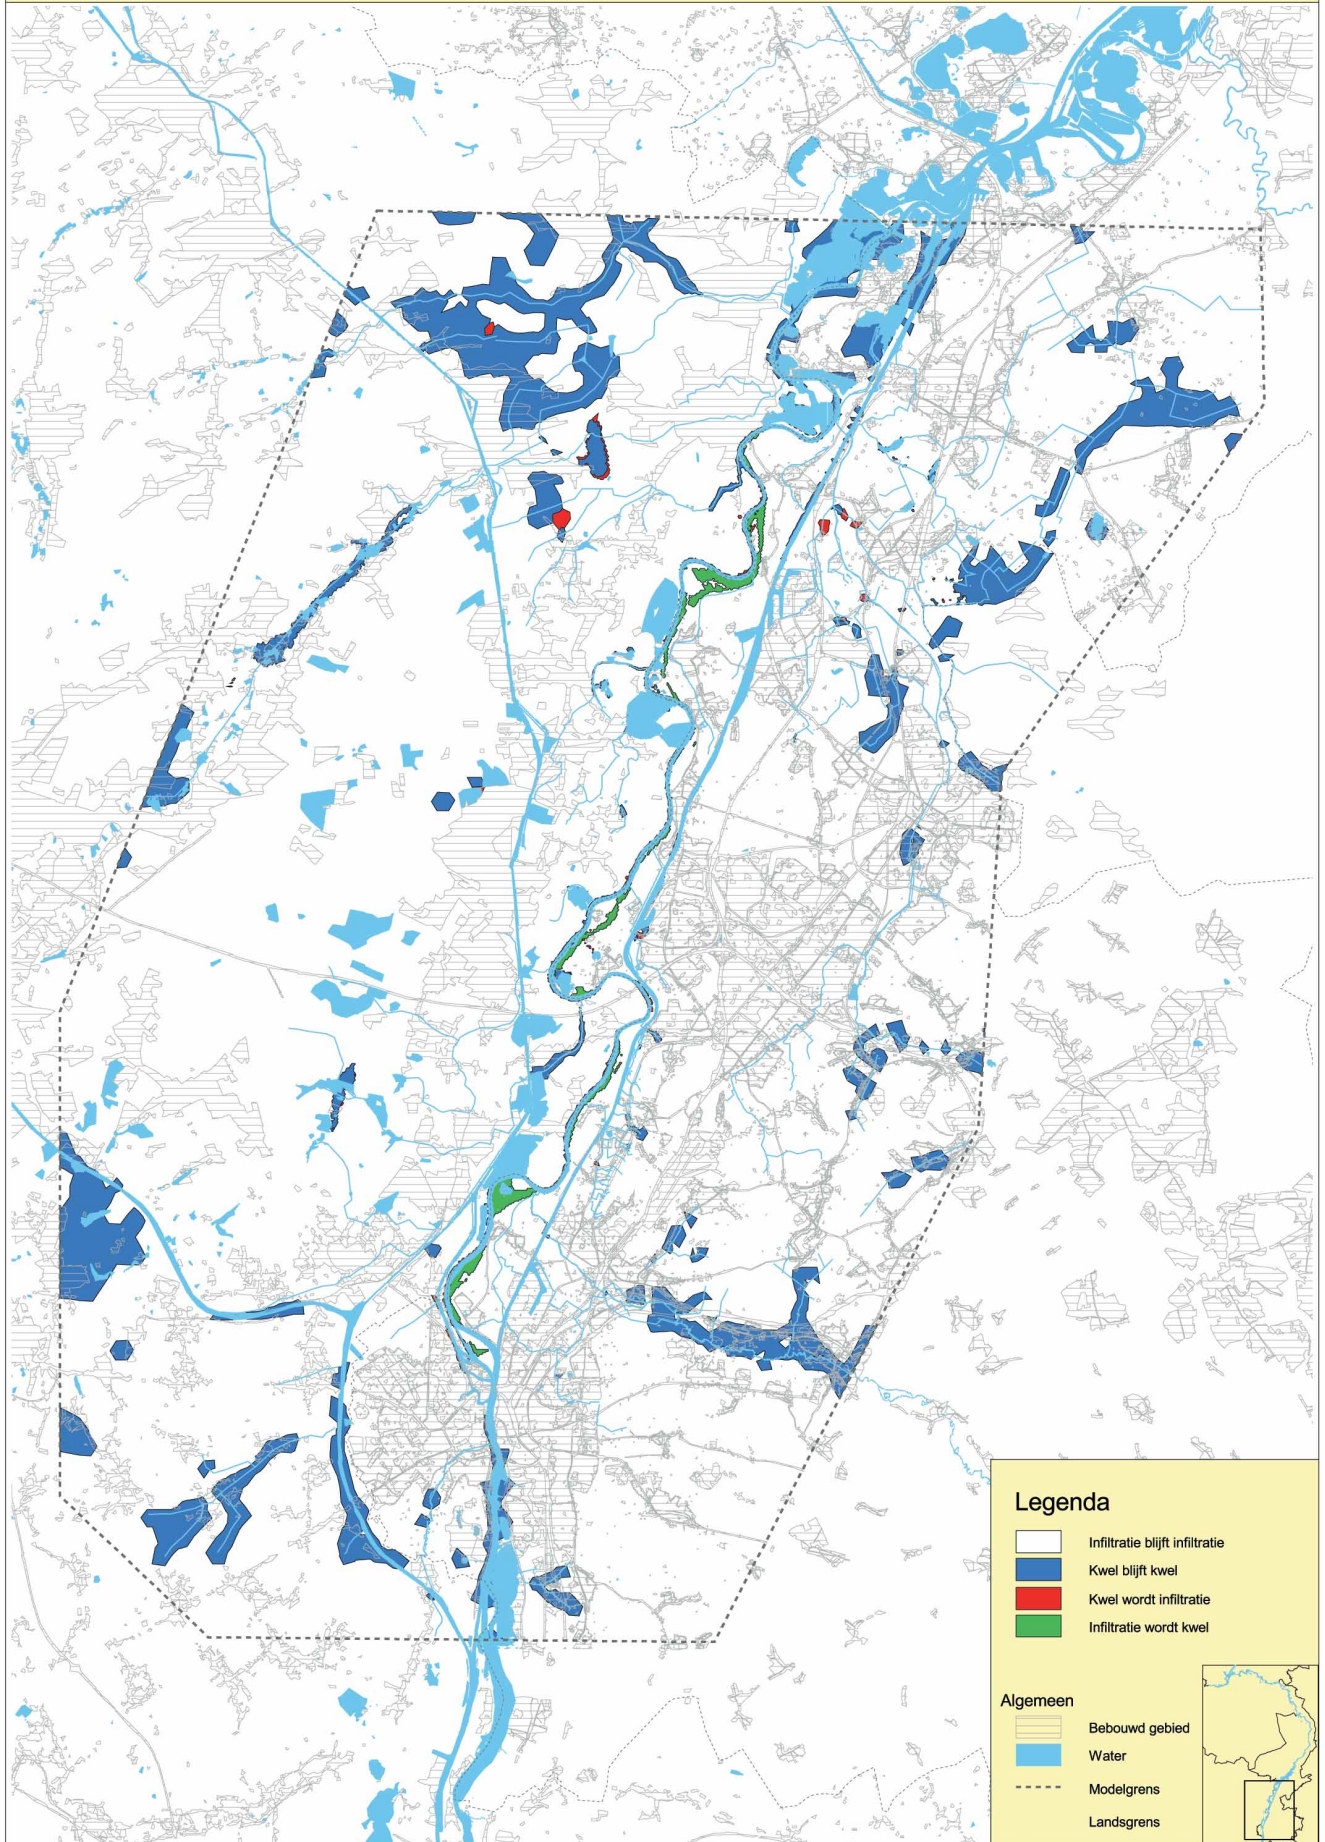 Legenda
Infiltratie blijft infiltratie
Kwel blijft kwel
Kwel wordt infiltratie
Infiltratie wordt kwel
Algemeen
Bebouwd gebied
Water
Modelgrens
Landsgrens